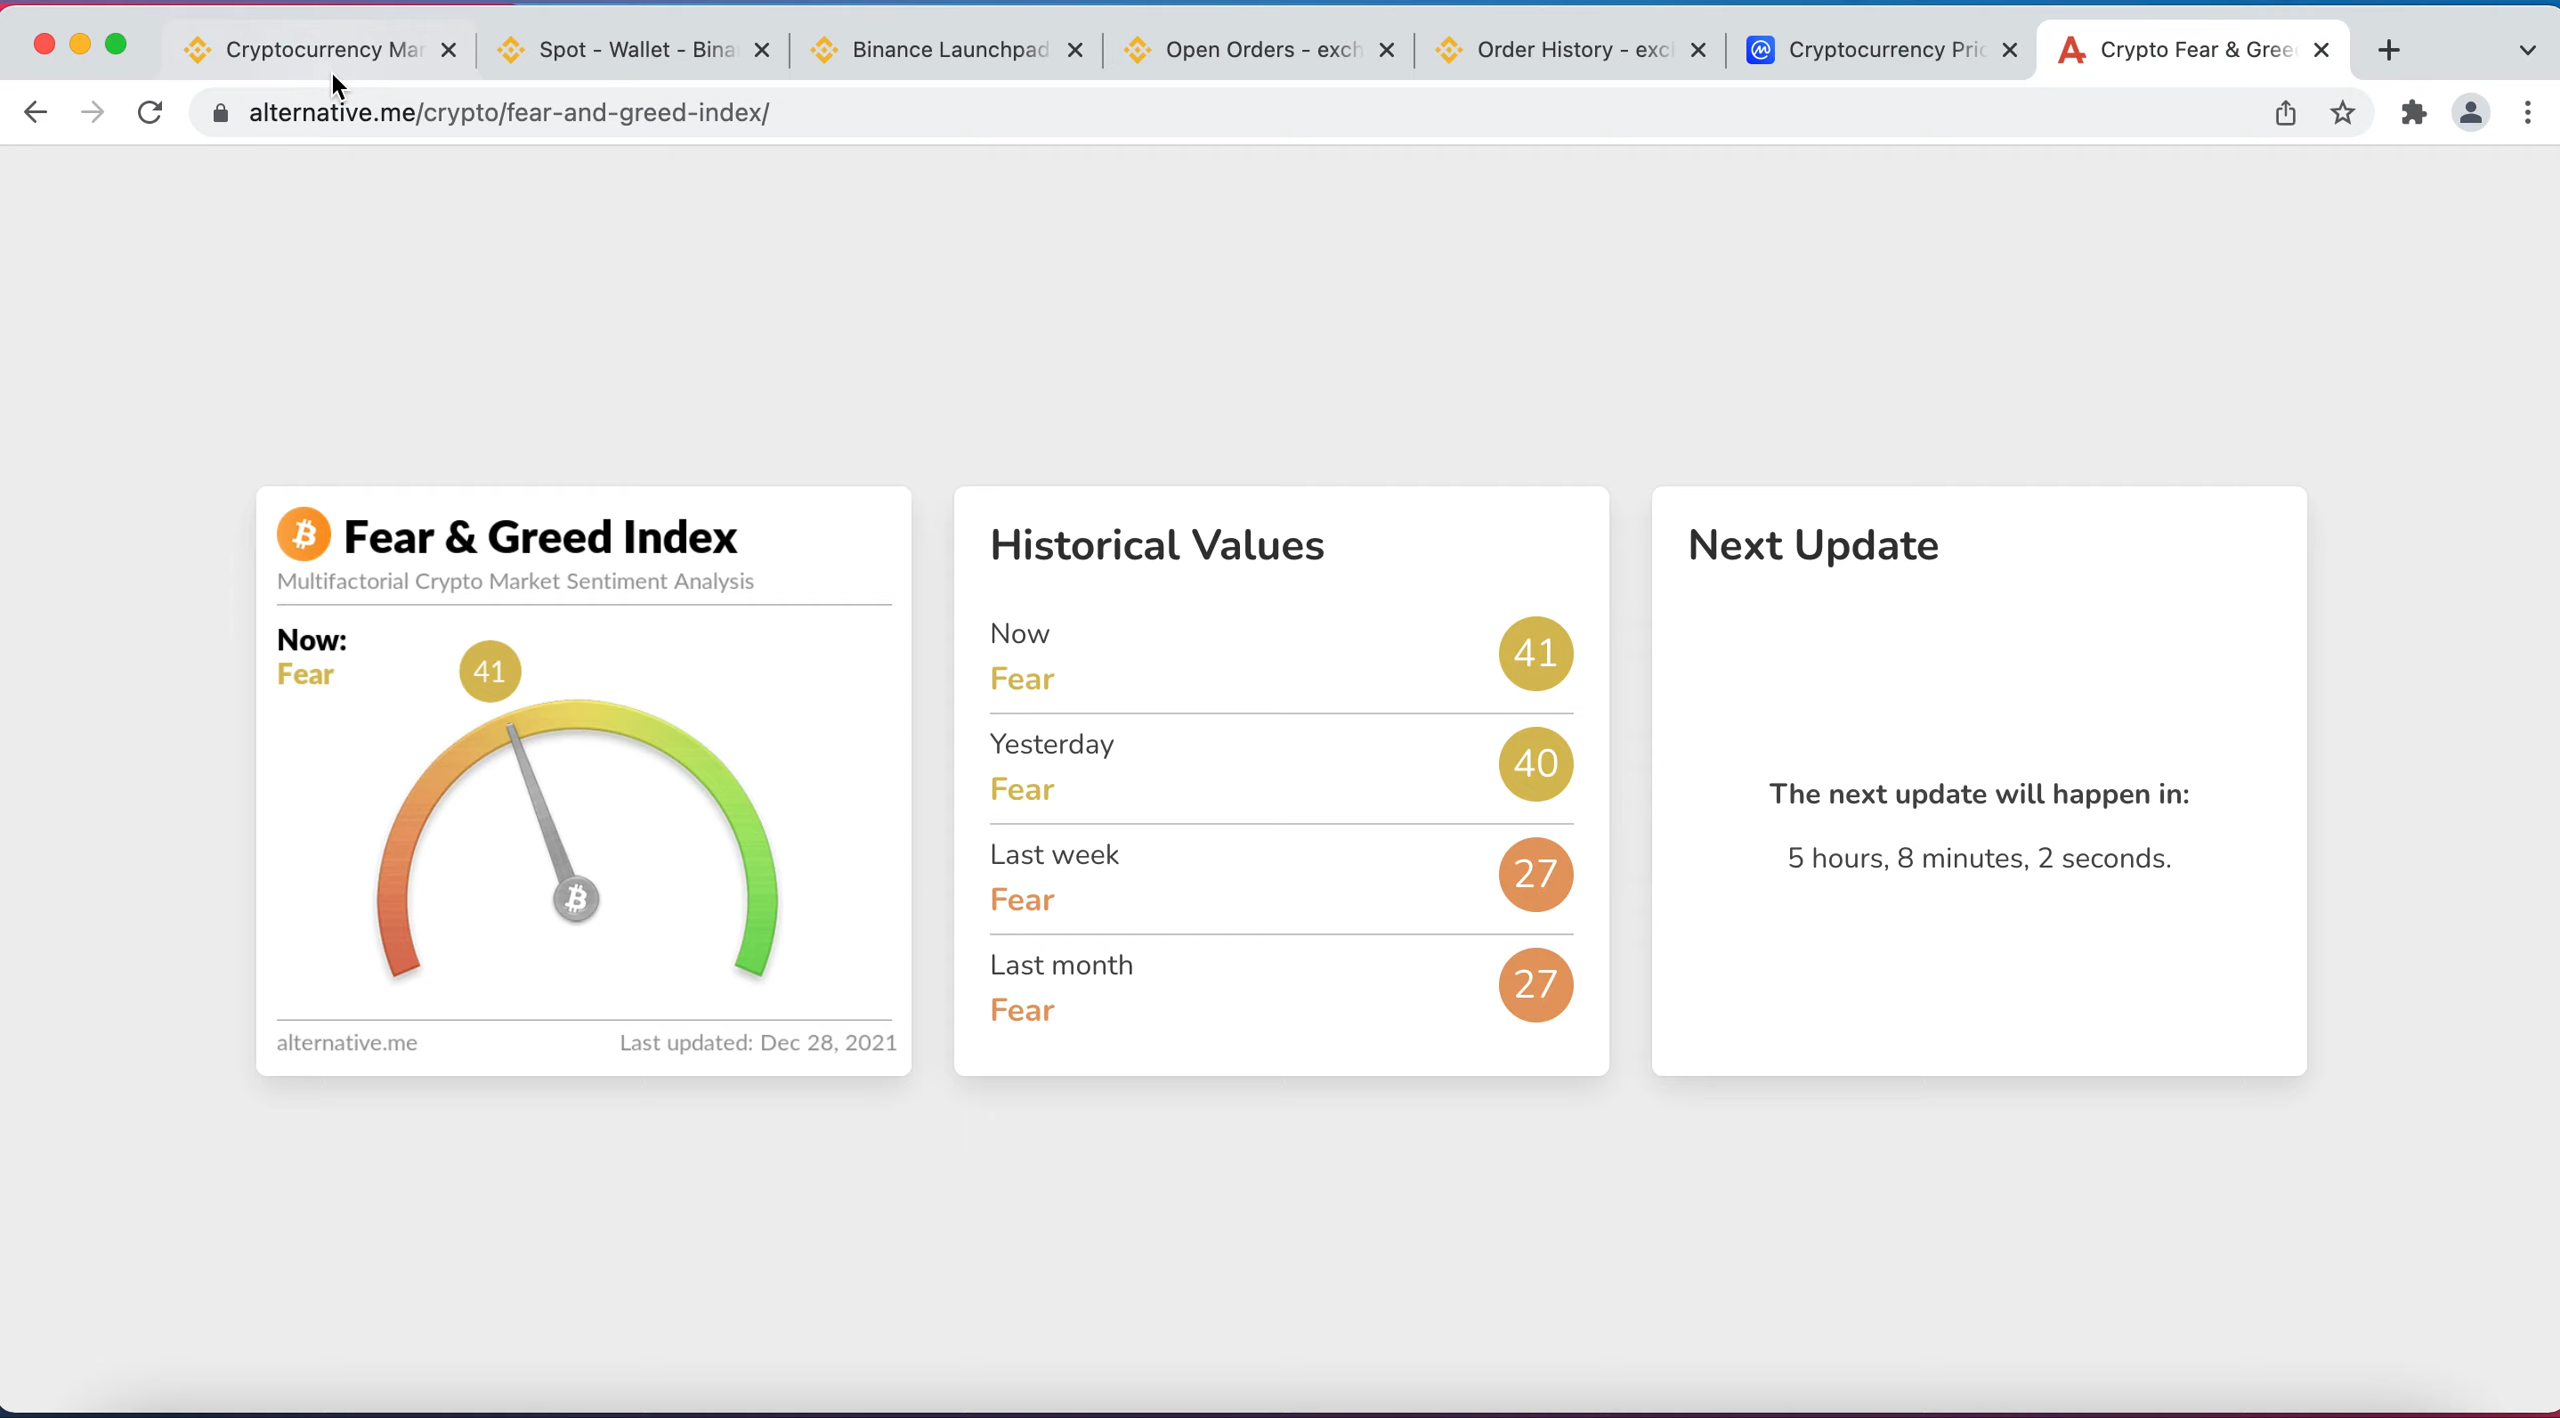 Cryptocurrency Mar
Spot - Wallet - Bina
Binance Launchpad
Open Orders - exch
Order History - exc
Cryptocurrency Pric
Crypto Fear & Gree
alternative.me/crypto/fear-and-greed-index/
Fear & Greed Index
Multifactorial Crypto Market Sentiment Analysis
Now:
Fear
41
alternative.me
Last updated: Dec 28, 2021
Historical Values
Now
Fear
41
Yesterday
Fear
40
Last week
Fear
27
Last month
Fear
27
Next Update
The next update will happen in:
5 hours, 8 minutes, 2 seconds.